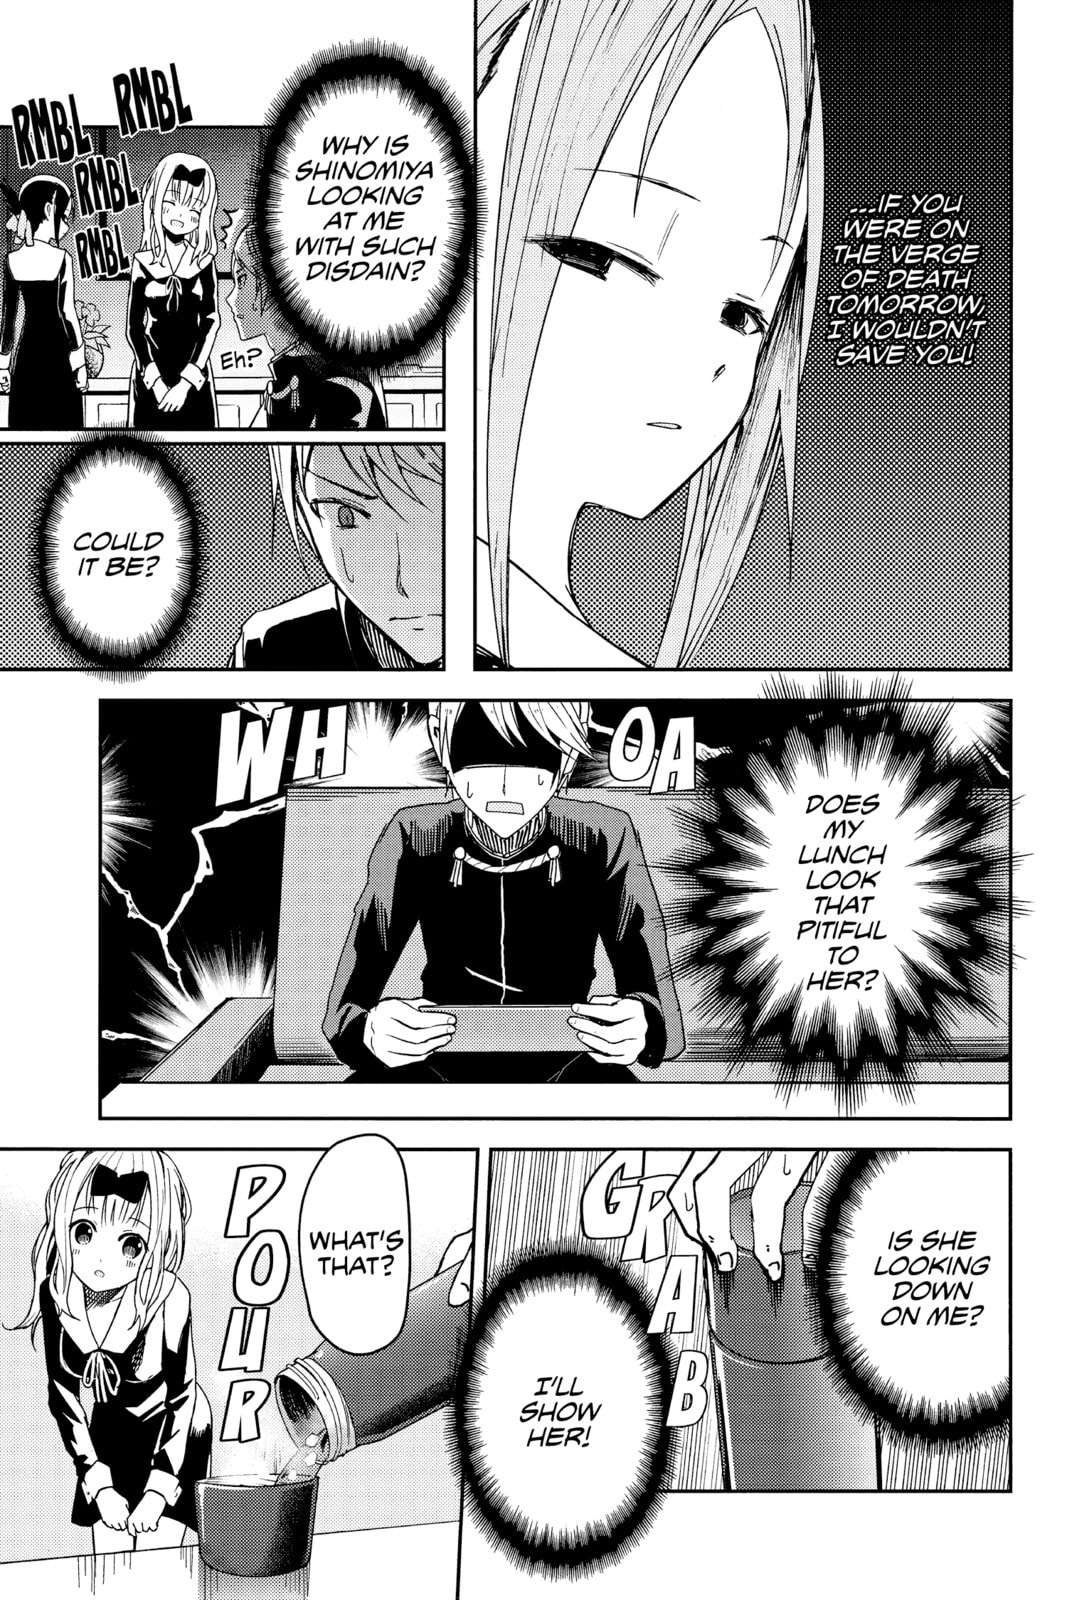 ...IF YOU
WERE ON
THE VERGE
OF DEATH
TOMORROW,
I WOULDN'T
SAVE YOU!
WHY IS
SHINOMIYA
LOOKING
AT ME
WITH SUCH
DISDAIN?
RMBL
RMBL
RMBL
RMBL
Eh?
COULD
IT BE?
WHOA
DOES
MY
LUNCH
LOOK
THAT
PITIFUL
TO
HER?
IS SHE
LOOKING
DOWN
ON ME?
GRAB
I'LL
SHOW
HER!
WHAT'S
THAT?
POUR